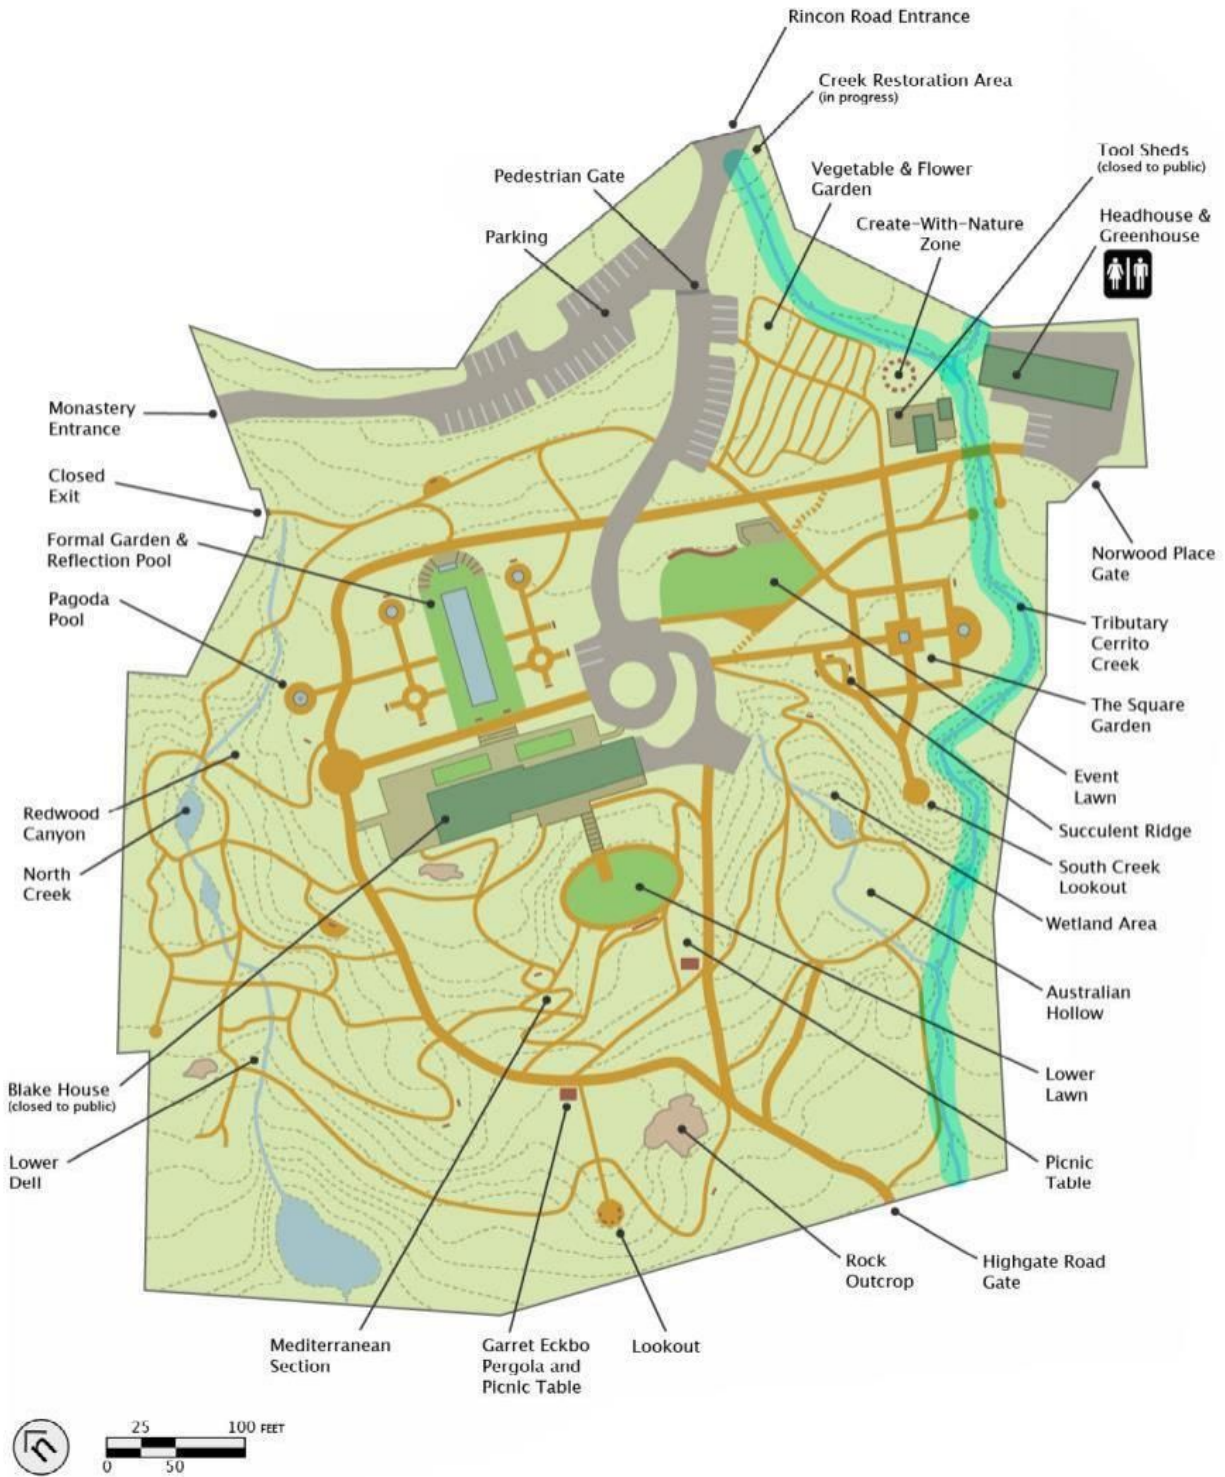 Rincon Road Entrance
Creek Restoration Area
(in progress)
Tool Sheds
(closed to public)
Pedestrian Gate
Vegetable & Flower
Garden
Headhouse &
Greenhouse
Create-With-Nature
Zone
Parking
Monastery
Entrance
Closed
Exit
Formal Garden &
Reflection Pool
Norwood Place
Gate
Pagoda
Pool
Tributary
Cerrito
Creek
The Square
Garden
Event
Lawn
Redwood
Canyon
Succulent Ridge
North
Creek
South Creek
Lookout
Wetland Area
Australian
Hollow
Blake House
(closed to public)
Lower
Lawn
Lower
Dell
Picnic
Table
Rock
Outcrop
Highgate Road
Gate
Mediterranean
Section
Garret Eckbo
Pergola and
Picnic Table
Lookout
n
25 100 FEET
0 50